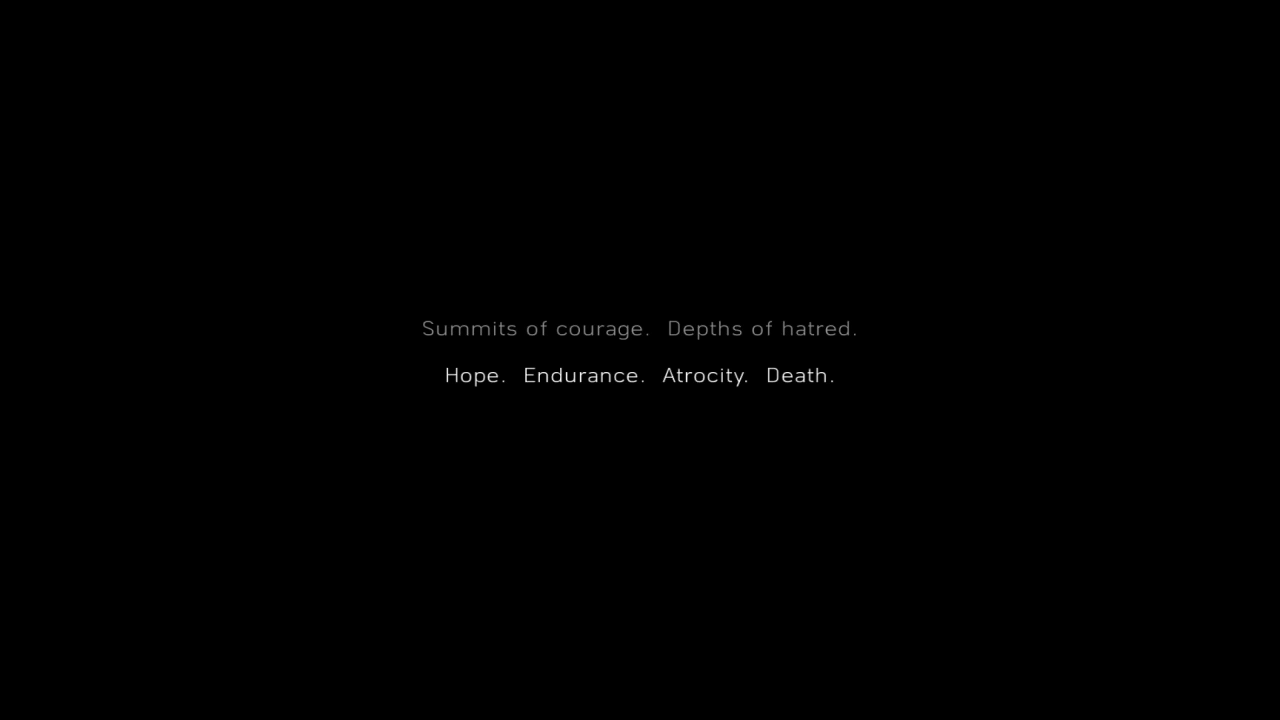 Summits of courage.  Depths of hatred.
Hope.  Endurance.  Atrocity.  Death.